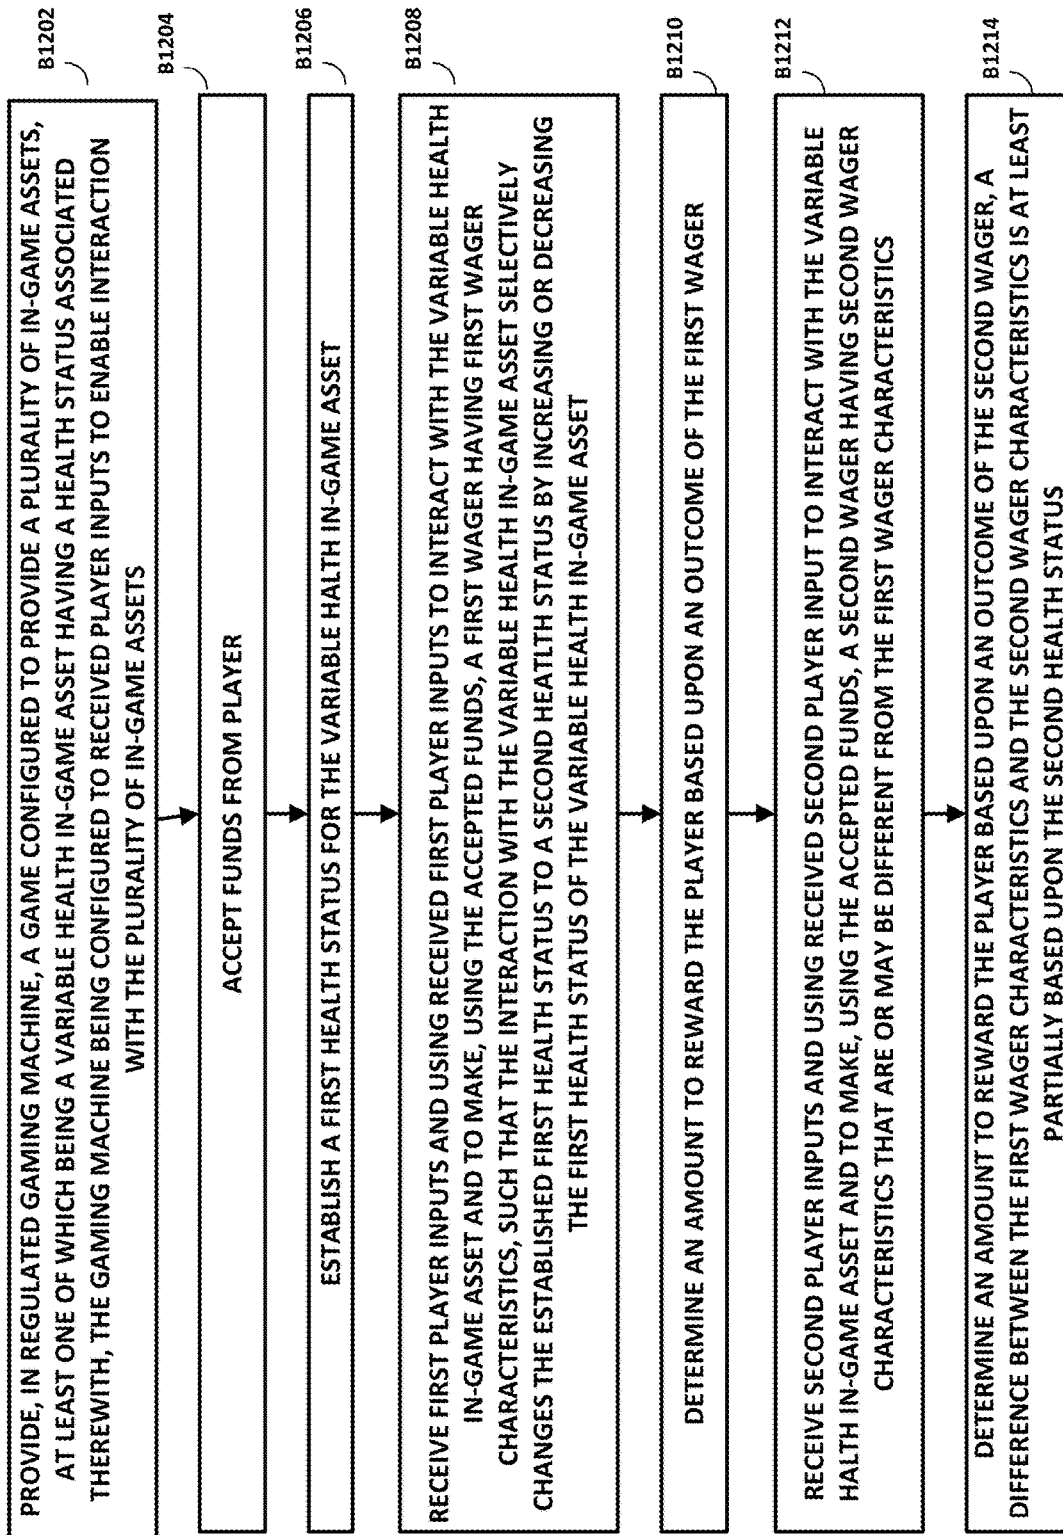 B1202
PROVIDE, IN REGULATED GAMING MACHINE, A GAME CONFIGURED TO PROVIDE A PLURALITY OF IN-GAME ASSETS,
AT LEAST ONE OF WHICH BEING A VARIABLE HEALTH IN-GAME ASSET HAVING A HEALTH STATUS ASSOCIATED
THEREWITH, THE GAMING MACHINE BEING CONFIGURED TO RECEIVED PLAYER INPUTS TO ENABLE INTERACTION
WITH THE PLURALITY OF IN-GAME ASSETS
B1204
ACCEPT FUNDS FROM PLAYER
B1206
ESTABLISH A FIRST HEALTH STATUS FOR THE VARIABLE HALTH IN-GAME ASSET
B1208
RECEIVE FIRST PLAYER INPUTS AND USING RECEIVED FIRST PLAYER INPUTS TO INTERACT WITH THE VARIABLE HEALTH
IN-GAME ASSET AND TO MAKE, USING THE ACCEPTED FUNDS, A FIRST WAGER HAVING FIRST WAGER
CHARACTERISTICS, SUCH THAT THE INTERACTION WITH THE VARIABLE HEALTH IN-GAME ASSET SELECTIVELY
CHANGES THE ESTABLISHED FIRST HEALTH STATUS TO A SECOND HEATLTH STATUS BY INCREASING OR DECREASING
THE FIRST HEALTH STATUS OF THE VARIABLE HEALTH IN-GAME ASSET
B1210
DETERMINE AN AMOUNT TO REWARD THE PLAYER BASED UPON AN OUTCOME OF THE FIRST WAGER
B1212
RECEIVE SECOND PLAYER INPUTS AND USING RECEIVED SECOND PLAYER INPUT TO INTERACT WITH THE VARIABLE
HALTH IN-GAME ASSET AND TO MAKE, USING THE ACCEPTED FUNDS, A SECOND WAGER HAVING SECOND WAGER
CHARACTERISTICS THAT ARE OR MAY BE DIFFERENT FROM THE FIRST WAGER CHARACTERISTICS
B1214
DETERMINE AN AMOUNT TO REWARD THE PLAYER BASED UPON AN OUTCOME OF THE SECOND WAGER, A
DIFFERENCE BETWEEN THE FIRST WAGER CHARACTERISTICS AND THE SECOND WAGER CHARACTERISTICS IS AT LEAST
PARTIALLY BASED UPON THE SECOND HEALTH STATUS